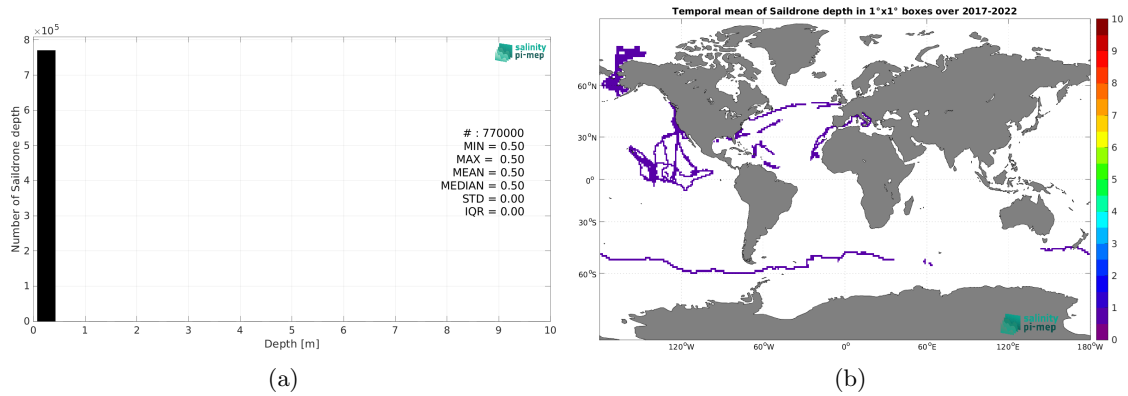 ×10⁵
8
7
6
5
4
3
2
1
0
Number of Saildrone depth
salinity
pi-mep
# : 770000
MIN = 0.50
MAX = 0.50
MEAN = 0.50
MEDIAN = 0.50
STD = 0.00
IQR = 0.00
0 1 2 3 4 5 6 7 8 9 10
Depth [m]
(a)
Temporal mean of Saildrone depth in 1°x1° boxes over 2017-2022
60°N
30°N
0°
30°S
60°S
120°W 60°W 0° 60°E 120°E 180°W
salinity
pi-mep
10
9
8
7
6
5
4
3
2
1
0
(b)